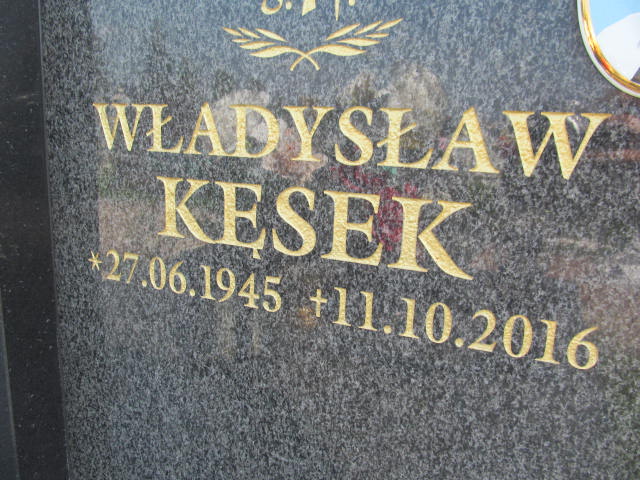 Ś. P.
WŁADYSŁAW
KĘSEK
*27.06.1945 †11.10.2016